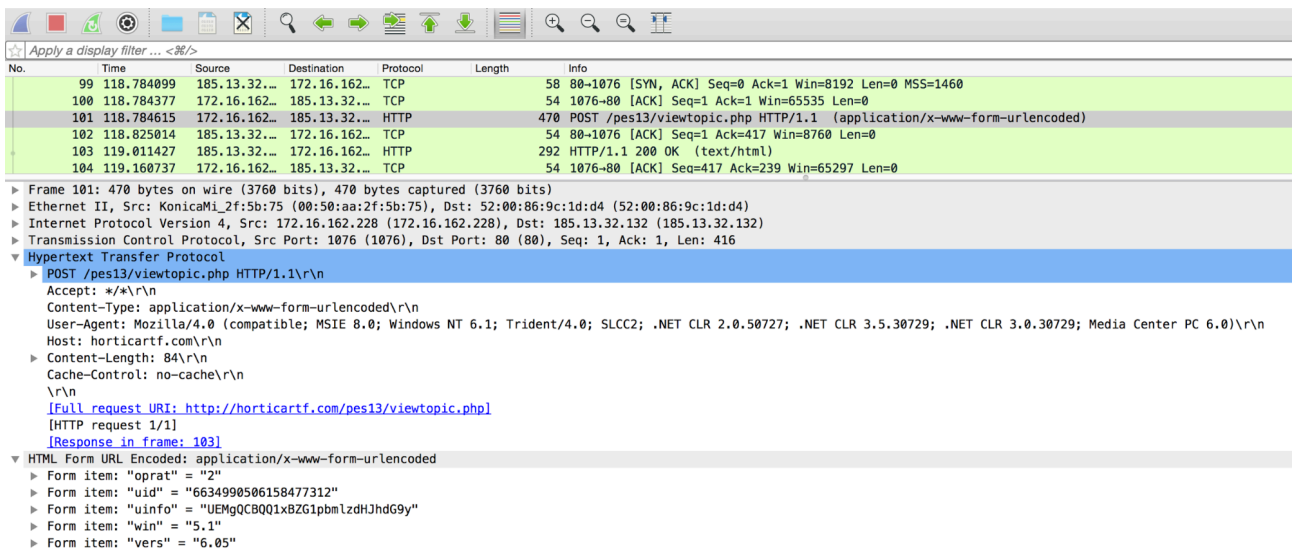 Apply a display filter ... <⌘/>
No. Time Source Destination Protocol Length Info
99 118.784099 185.13.32... 172.16.162... TCP 58 80→1076 [SYN, ACK] Seq=0 Ack=1 Win=8192 Len=0 MSS=1460
100 118.784377 172.16.162... 185.13.32... TCP 54 1076→80 [ACK] Seq=1 Ack=1 Win=65535 Len=0
101 118.784615 172.16.162... 185.13.32... HTTP 470 POST /pes13/viewtopic.php HTTP/1.1 (application/x-www-form-urlencoded)
102 118.825014 185.13.32... 172.16.162... TCP 54 80→1076 [ACK] Seq=1 Ack=417 Win=8760 Len=0
103 119.011427 185.13.32... 172.16.162... HTTP 292 HTTP/1.1 200 OK (text/html)
104 119.160737 172.16.162... 185.13.32... TCP 54 1076→80 [ACK] Seq=417 Ack=239 Win=65297 Len=0
Frame 101: 470 bytes on wire (3760 bits), 470 bytes captured (3760 bits)
Ethernet II, Src: KonicaMi_2f:5b:75 (00:50:aa:2f:5b:75), Dst: 52:00:86:9c:1d:d4 (52:00:86:9c:1d:d4)
Internet Protocol Version 4, Src: 172.16.162.228 (172.16.162.228), Dst: 185.13.32.132 (185.13.32.132)
Transmission Control Protocol, Src Port: 1076 (1076), Dst Port: 80 (80), Seq: 1, Ack: 1, Len: 416
Hypertext Transfer Protocol
POST /pes13/viewtopic.php HTTP/1.1\r\n
Accept: */*\r\n
Content-Type: application/x-www-form-urlencoded\r\n
User-Agent: Mozilla/4.0 (compatible; MSIE 8.0; Windows NT 6.1; Trident/4.0; SLCC2; .NET CLR 2.0.50727; .NET CLR 3.5.30729; .NET CLR 3.0.30729; Media Center PC 6.0)\r\n
Host: horticartf.com\r\n
Content-Length: 84\r\n
Cache-Control: no-cache\r\n
\r\n
[Full request URI: http://horticartf.com/pes13/viewtopic.php]
[HTTP request 1/1]
[Response in frame: 103]
HTML Form URL Encoded: application/x-www-form-urlencoded
Form item: "oprat" = "2"
Form item: "uid" = "6634990506158477312"
Form item: "uinfo" = "UEMgQCBQQ1xBZG1pbmlzdHJhdG9y"
Form item: "win" = "5.1"
Form item: "vers" = "6.05"